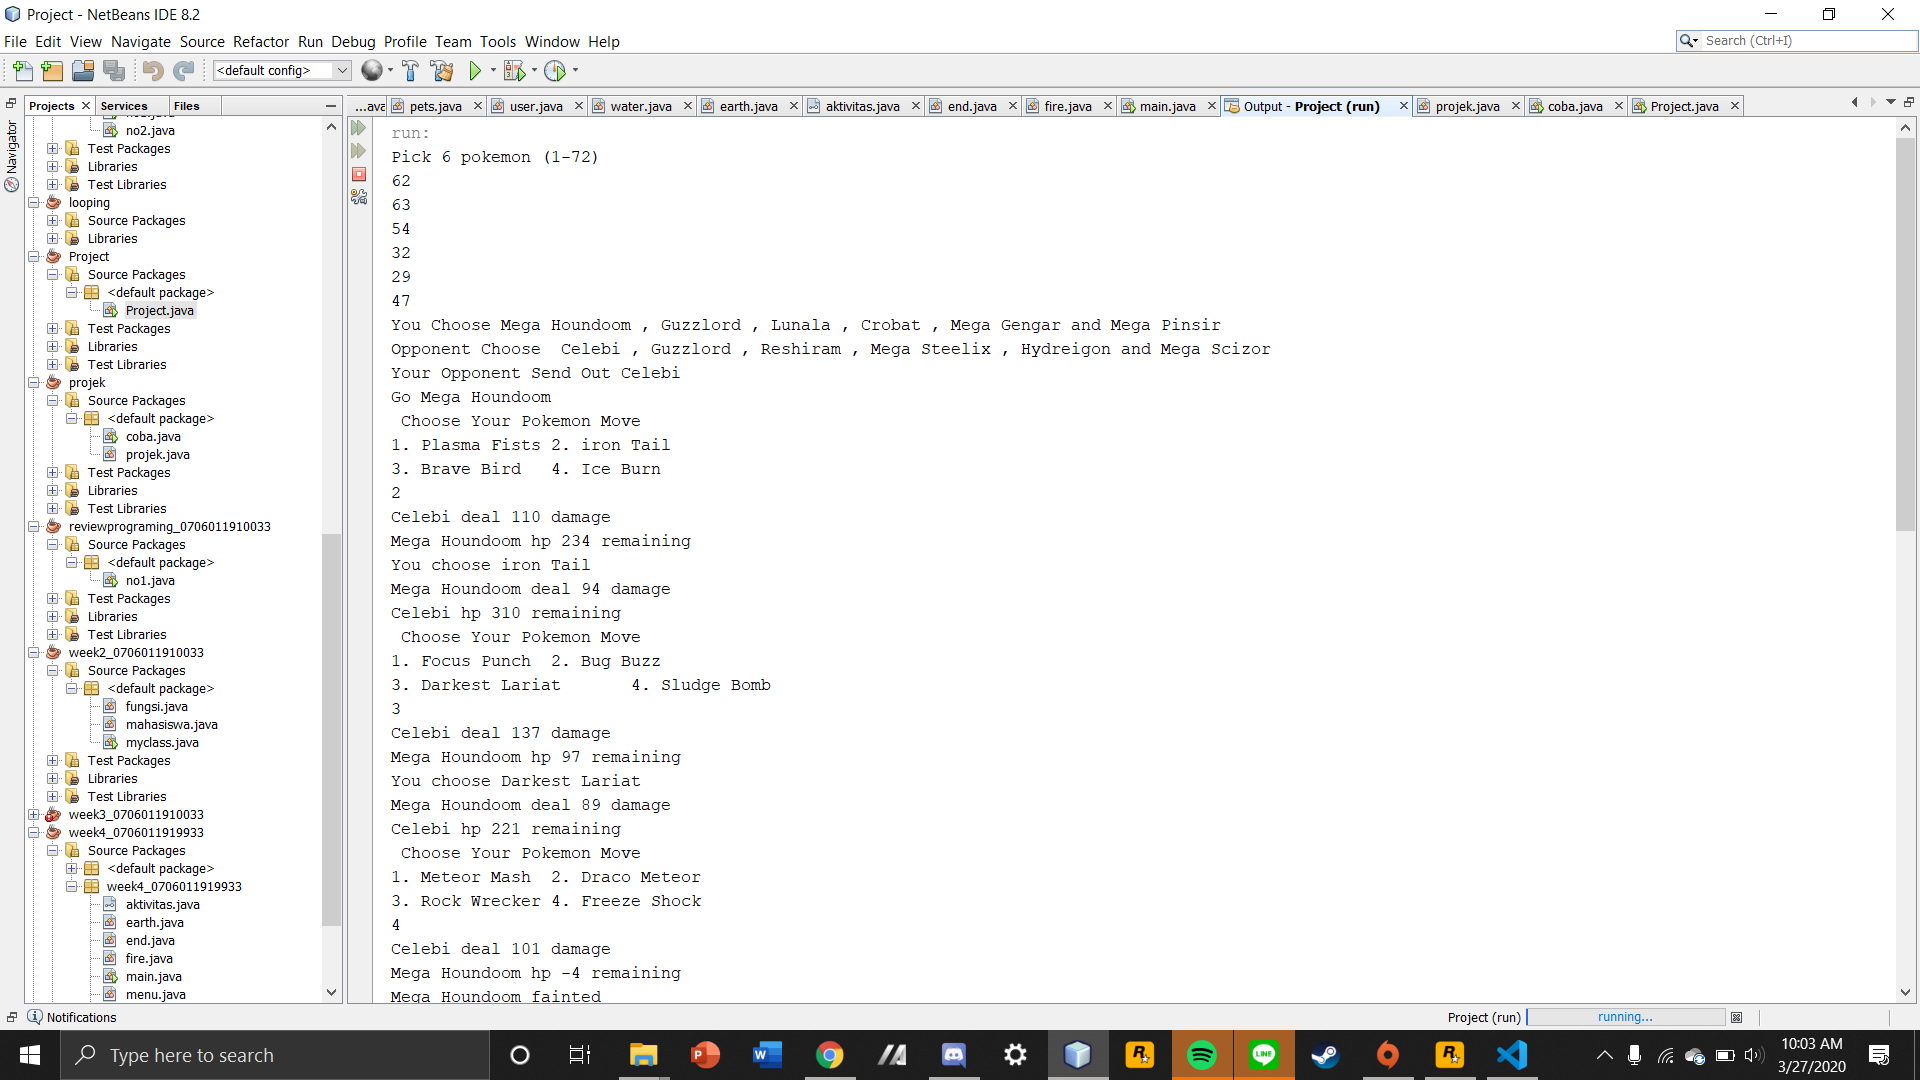 Project - NetBeans IDE 8.2
File Edit View Navigate Source Refactor Run Debug Profile Team Tools Window Help
Search (Ctrl+I)
<default config>
Projects Services Files
...ava pets.java user.java water.java earth.java aktivitas.java end.java fire.java main.java Output - Project (run) projek.java coba.java Project.java
Navigator
no2.java
Test Packages
Libraries
Test Libraries
looping
Source Packages
Libraries
Project
Source Packages
<default package>
Project.java
Test Packages
Libraries
Test Libraries
projek
Source Packages
<default package>
coba.java
projek.java
Test Packages
Libraries
Test Libraries
reviewprograming_0706011910033
Source Packages
<default package>
no1.java
Test Packages
Libraries
Test Libraries
week2_0706011910033
Source Packages
<default package>
fungsi.java
mahasiswa.java
myclass.java
Test Packages
Libraries
Test Libraries
week3_0706011910033
week4_0706011919933
Source Packages
<default package>
week4_0706011919933
aktivitas.java
earth.java
end.java
fire.java
main.java
menu.java
run:
Pick 6 pokemon (1-72)
62
63
54
32
29
47
You Choose Mega Houndoom , Guzzlord , Lunala , Crobat , Mega Gengar and Mega Pinsir
Opponent Choose  Celebi , Guzzlord , Reshiram , Mega Steelix , Hydreigon and Mega Scizor
Your Opponent Send Out Celebi
Go Mega Houndoom
Choose Your Pokemon Move
1. Plasma Fists 2. iron Tail
3. Brave Bird   4. Ice Burn
2
Celebi deal 110 damage
Mega Houndoom hp 234 remaining
You choose iron Tail
Mega Houndoom deal 94 damage
Celebi hp 310 remaining
Choose Your Pokemon Move
1. Focus Punch  2. Bug Buzz
3. Darkest Lariat       4. Sludge Bomb
3
Celebi deal 137 damage
Mega Houndoom hp 97 remaining
You choose Darkest Lariat
Mega Houndoom deal 89 damage
Celebi hp 221 remaining
Choose Your Pokemon Move
1. Meteor Mash  2. Draco Meteor
3. Rock Wrecker 4. Freeze Shock
4
Celebi deal 101 damage
Mega Houndoom hp -4 remaining
Mega Houndoom fainted
Notifications
Project (run) running...
Type here to search
LINE
10:03 AM
3/27/2020